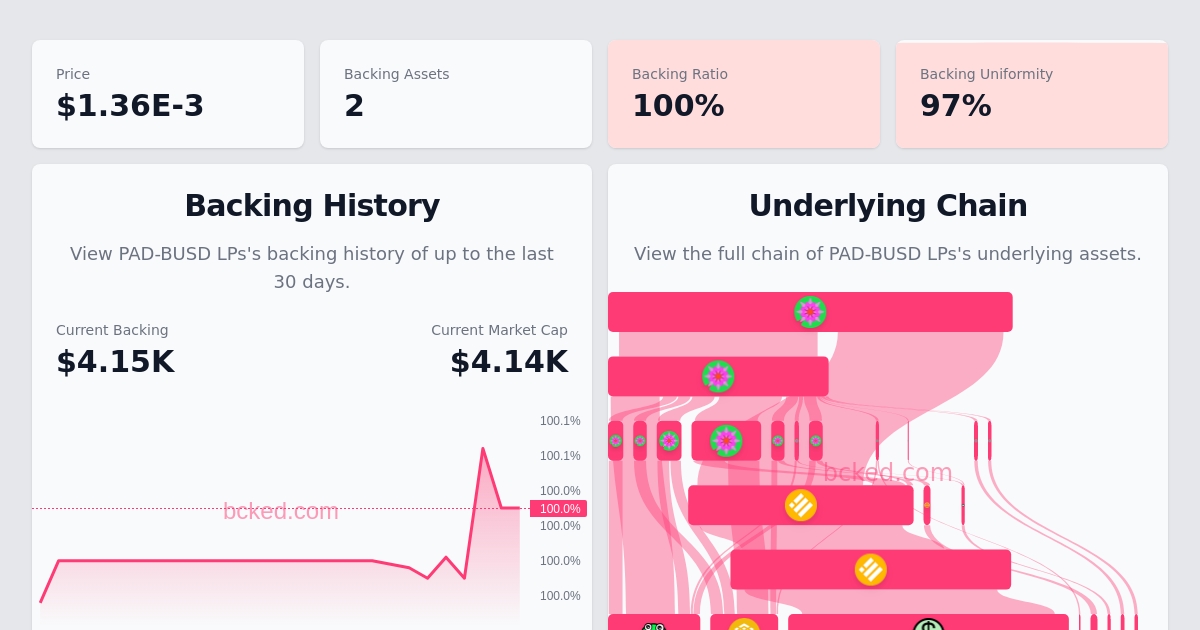 Price
$1.36E-3
Backing Assets
2
Backing Ratio
100%
Backing Uniformity
97%
Backing History
View PAD-BUSD LPs's backing history of up to the last
30 days.
Current Backing
$4.15K
Current Market Cap
$4.14K
100.1%
100.1%
100.0%
100.0%
100.0%
100.0%
100.0%
bcked.com
Underlying Chain
View the full chain of PAD-BUSD LPs's underlying assets.
bcked.com